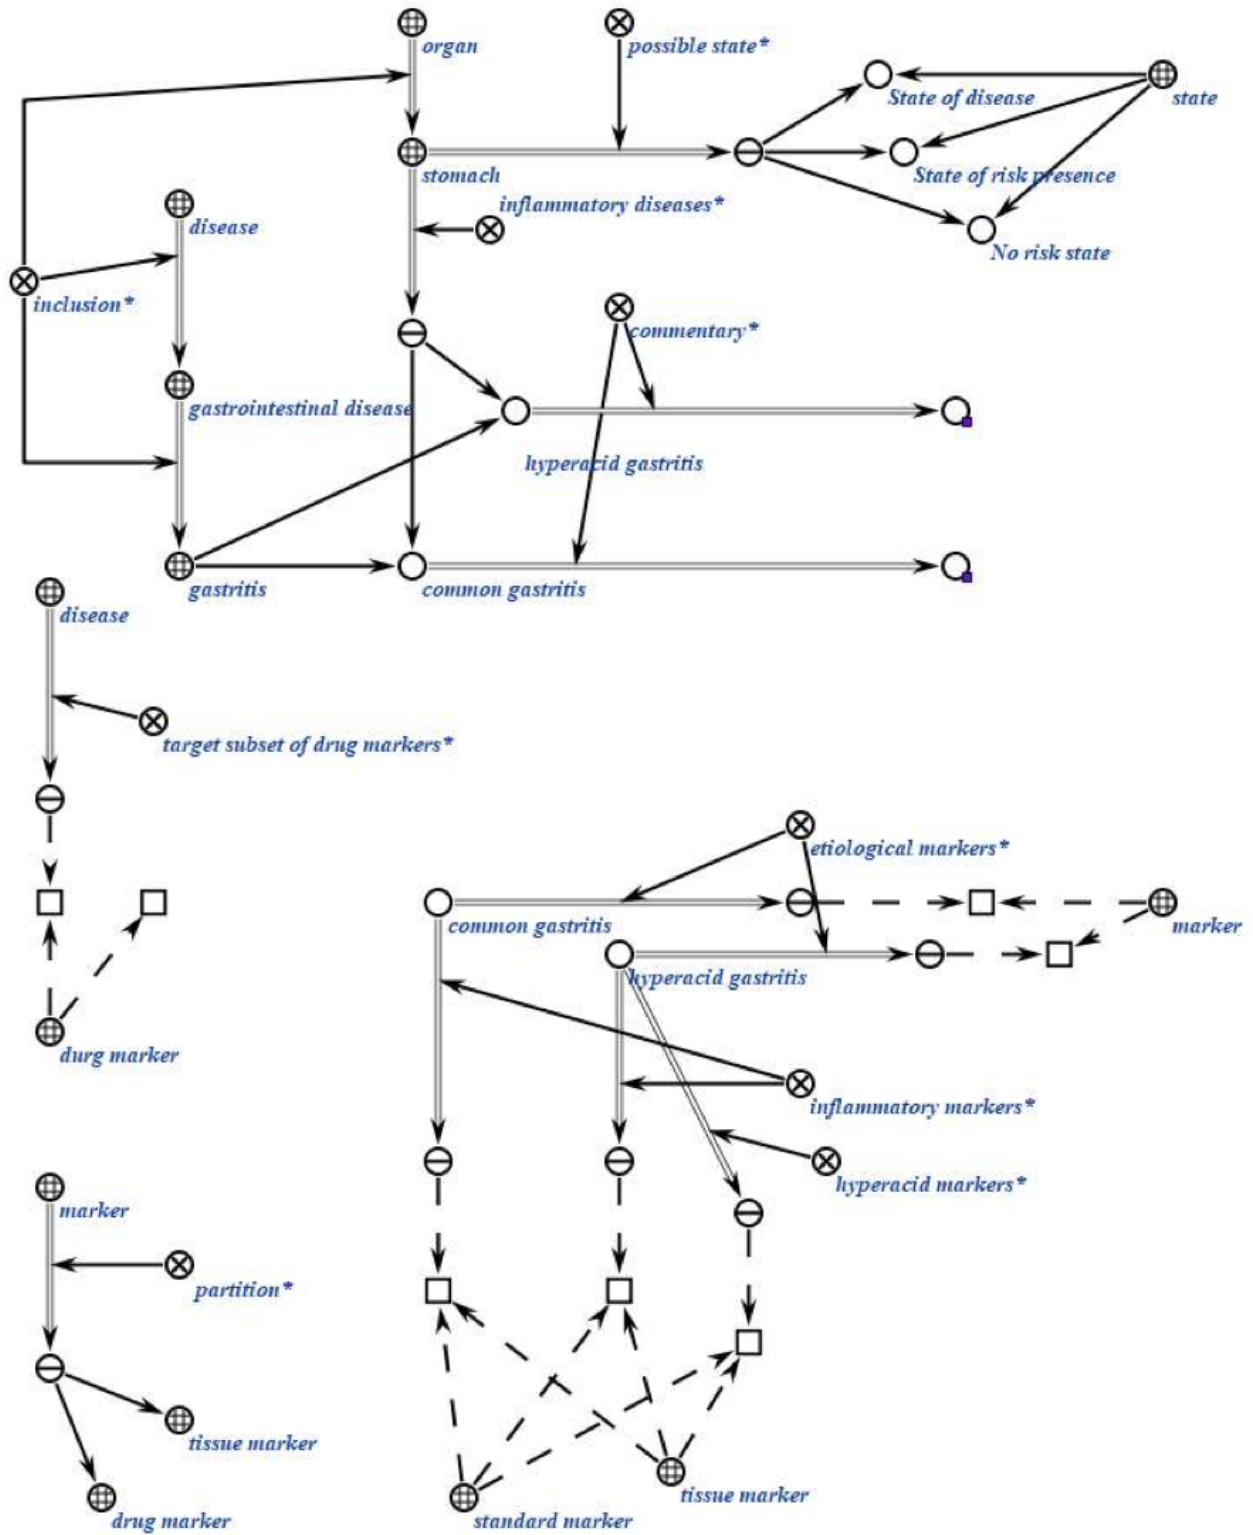 organ
possible state*
State of disease
state
stomach
State of risk presence
inflammatory diseases*
disease
No risk state
inclusion*
commentary*
gastrointestinal disease
hyperacid gastritis
gastritis
common gastritis
disease
target subset of drug markers*
etiological markers*
common gastritis
marker
hyperacid gastritis
durg marker
inflammatory markers*
hyperacid markers*
marker
partition*
tissue marker
drug marker
tissue marker
standard marker